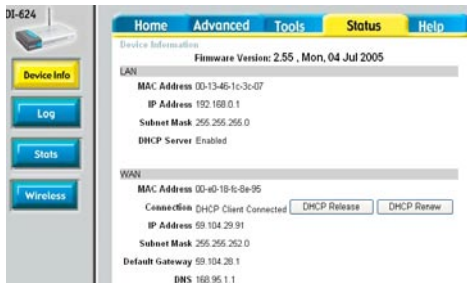 DI-624
Home Advanced Tools Status Help
Device Information
Firmware Version: 2.55 , Mon, 04 Jul 2005
Device Info
LAN
MAC Address 00-13-46-1c-3c-07
IP Address 192.168.0.1
Log
Subnet Mask 255.255.255.0
DHCP Server Enabled
Stats
WAN
MAC Address 00-e0-18-fc-8e-95
Wireless
Connection DHCP Client Connected DHCP Release DHCP Renew
IP Address 59.104.29.91
Subnet Mask 255.255.252.0
Default Gateway 59.104.28.1
DNS 168.95.1.1